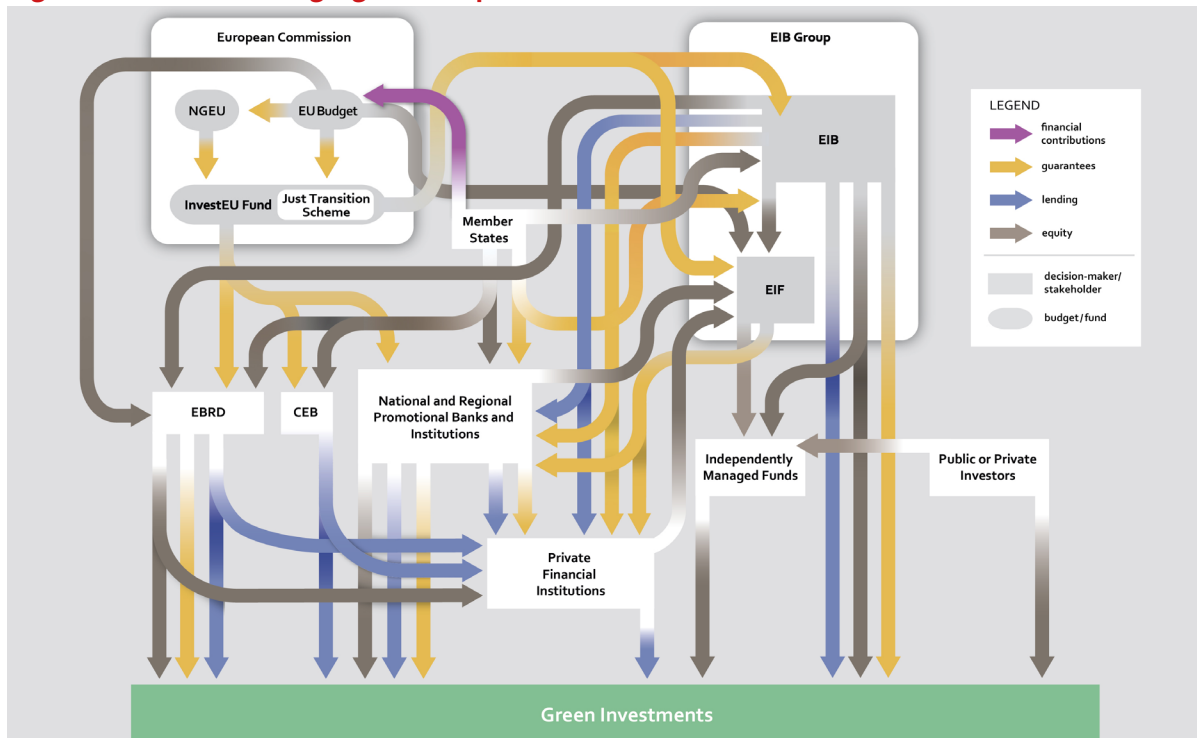 European Commission
EIB Group
NGEU
EU Budget
InvestEU Fund
Just Transition
Scheme
Member
States
EIB
EIF
LEGEND
financial
contributions
guarantees
lending
equity
decision-maker/
stakeholder
budget/fund
EBRD
CEB
National and Regional
Promotional Banks and
Institutions
Independently
Managed Funds
Public or Private
Investors
Private
Financial
Institutions
Green Investments